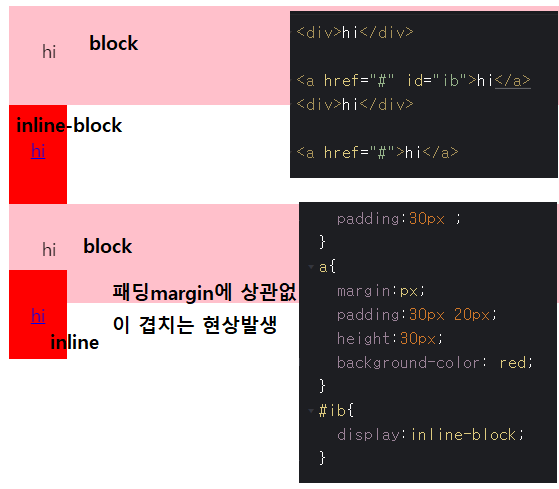 hi
block
<div>hi</div>
<a href="#" id="ib">hi</a>
<div>hi</div>
<a href="#">hi</a>
inline-block
hi
hi
block
패딩margin에 상관없
이 겹치는 현상발생
hi
inline
padding:30px ;
}
a{
margin:px;
padding:30px 20px;
height:30px;
background-color: red;
}
#ib{
display:inline-block;
}